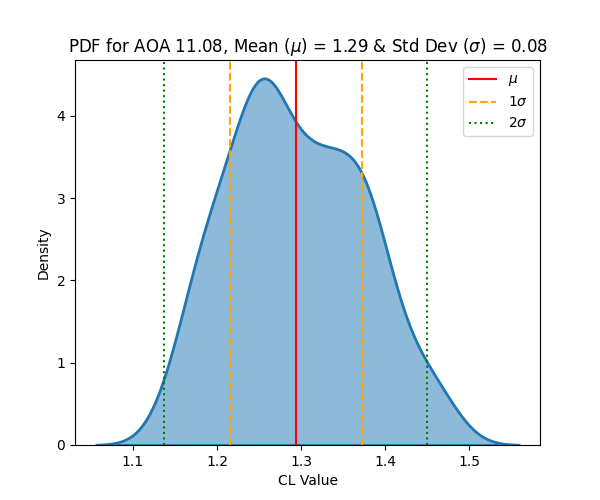 PDF for AOA 11.08, Mean (μ) = 1.29 & Std Dev (σ) = 0.08
μ
1σ
2σ
Density
4
3
2
1
0
1.1 1.2 1.3 1.4 1.5
CL Value